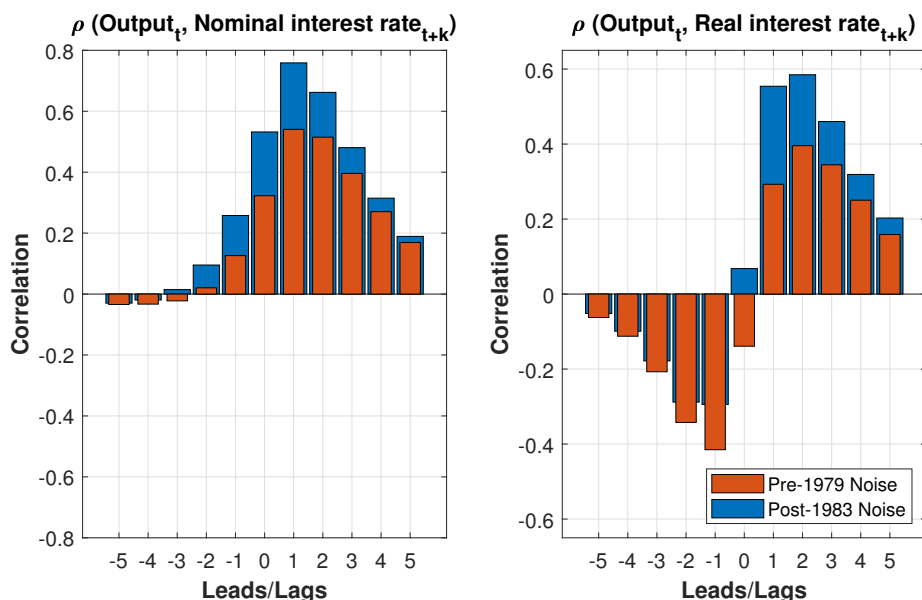 ρ (Output_t, Nominal interest rate_{t+k})
0.8
0.6
0.4
0.2
0
-0.2
-0.4
-0.6
-0.8
Correlation
-5 -4 -3 -2 -1 0 1 2 3 4 5
Leads/Lags
ρ (Output_t, Real interest rate_{t+k})
0.6
0.4
0.2
0
-0.2
-0.4
-0.6
Correlation
-5 -4 -3 -2 -1 0 1 2 3 4 5
Leads/Lags
Pre-1979 Noise
Post-1983 Noise